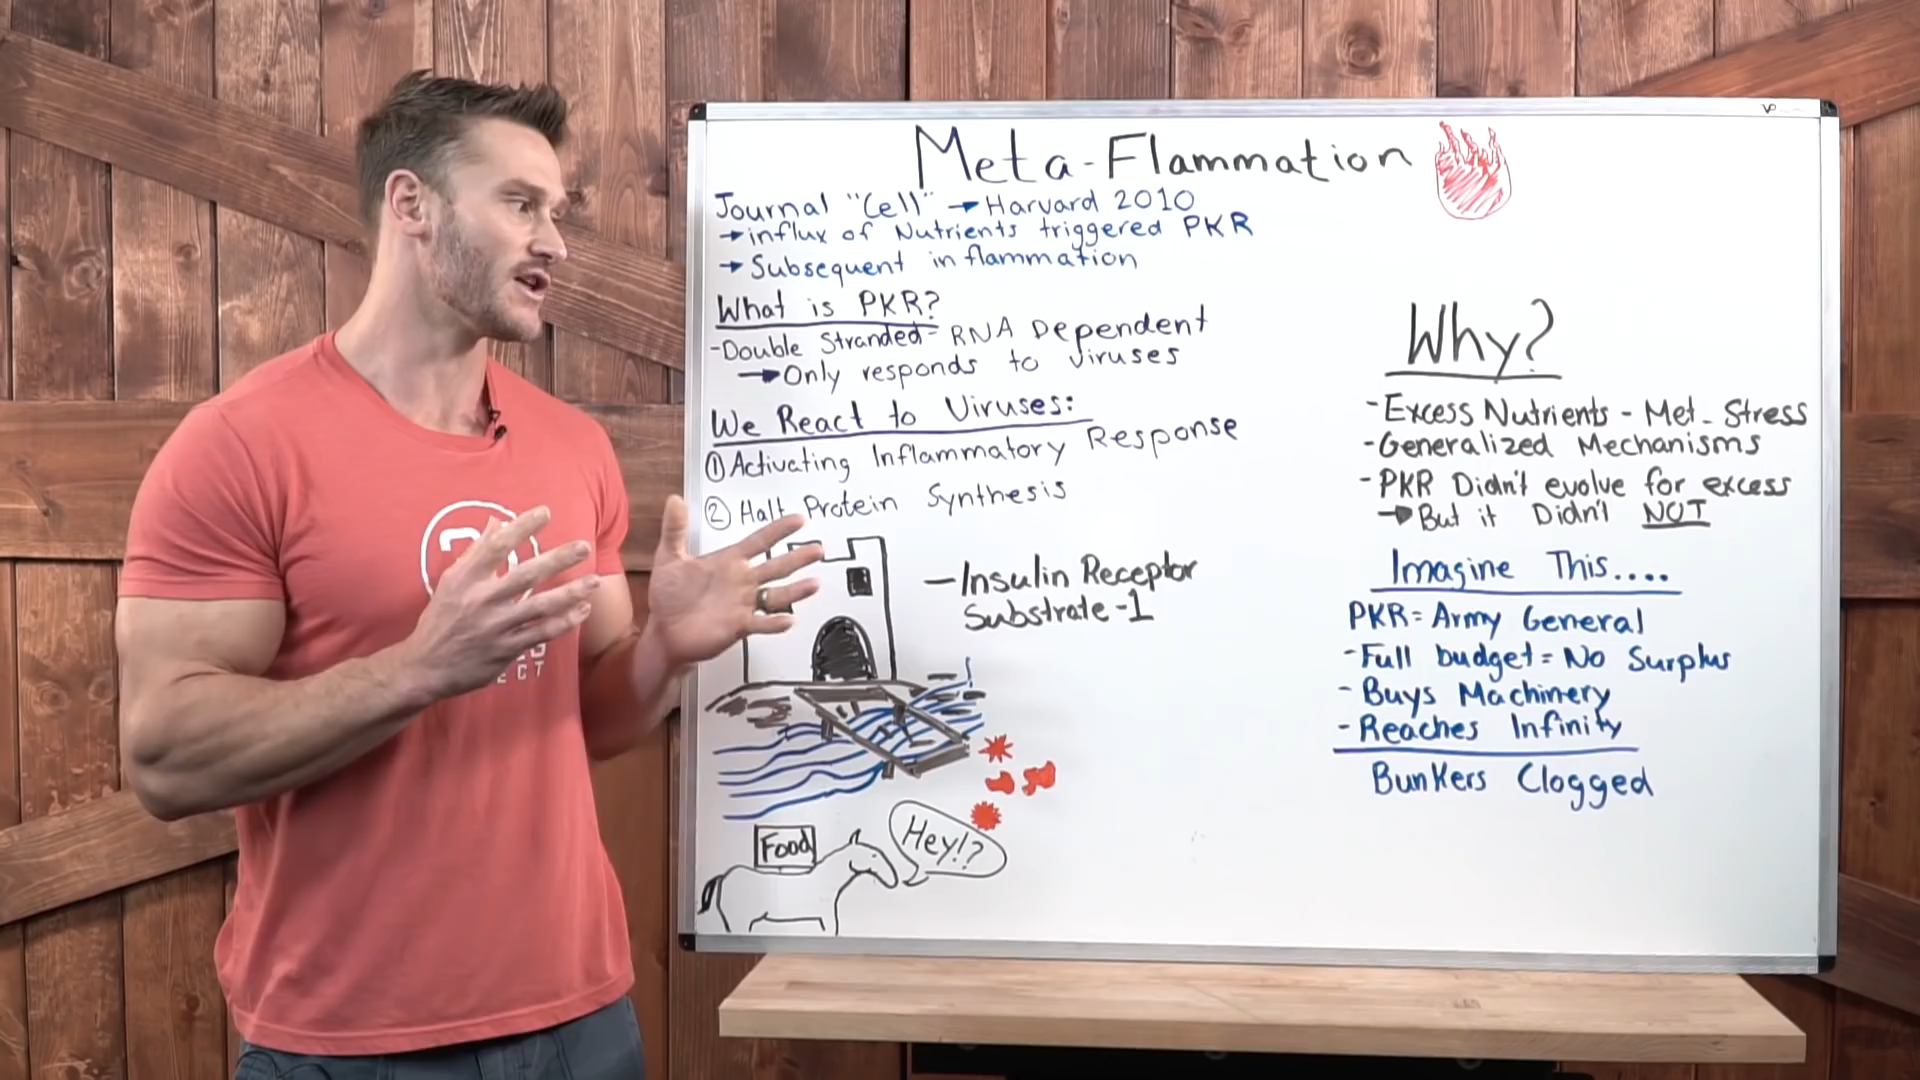 Meta-Flammation
Journal "Cell" → Harvard 2010
→ influx of Nutrients triggered PKR
→ Subsequent inflammation
What is PKR?
-Double Stranded-RNA Dependent
→ Only responds to Viruses
We React to Viruses:
① Activating Inflammatory Response
② Halt Protein Synthesis
- Insulin Receptor
Substrate-1
Food
Hey!?
Why?
- Excess Nutrients - Met. Stress
- Generalized Mechanisms
- PKR Didn't evolve for excess
→ But it Didn't NOT
Imagine This....
PKR = Army General
- Full budget = No Surplus
- Buys Machinery
- Reaches Infinity
Bunkers Clogged
ECT